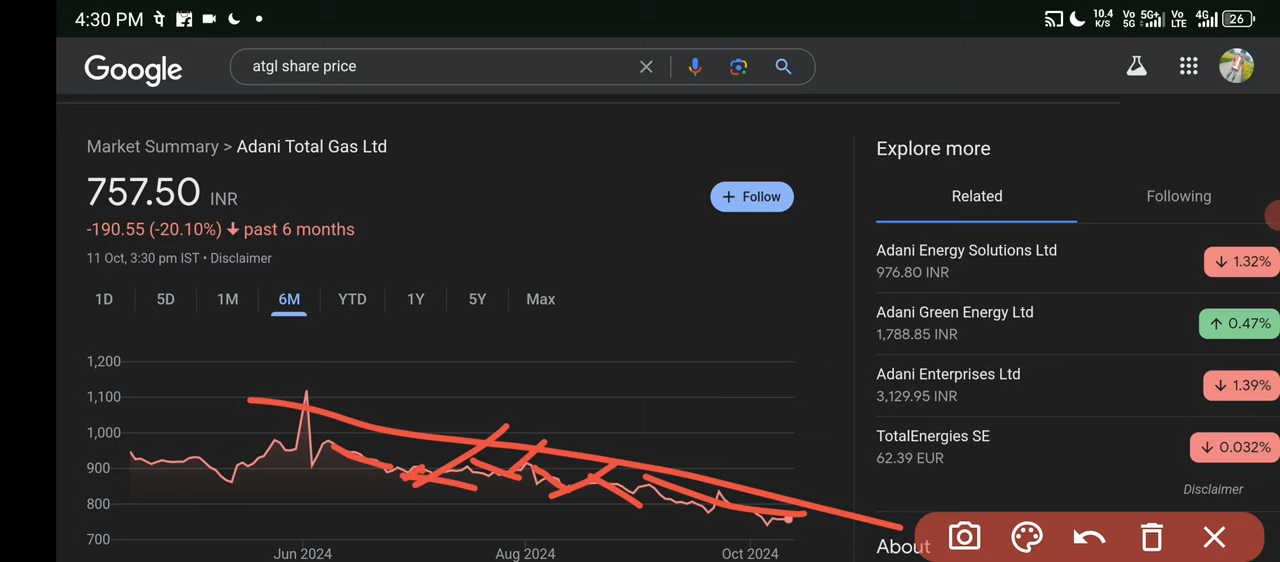 4:30 PM
10.4 K/S Vo 5G 5G+ Vo LTE 4G 26
Google
atgl share price
Market Summary > Adani Total Gas Ltd
757.50 INR
+ Follow
-190.55 (-20.10%) ↓ past 6 months
11 Oct, 3:30 pm IST • Disclaimer
1D 5D 1M 6M YTD 1Y 5Y Max
1,200
1,100
1,000
900
800
700
Jun 2024 Aug 2024 Oct 2024
Explore more
Related Following
Adani Energy Solutions Ltd
976.80 INR
↓ 1.32%
Adani Green Energy Ltd
1,788.85 INR
↑ 0.47%
Adani Enterprises Ltd
3,129.95 INR
↓ 1.39%
TotalEnergies SE
62.39 EUR
↓ 0.032%
Disclaimer
About